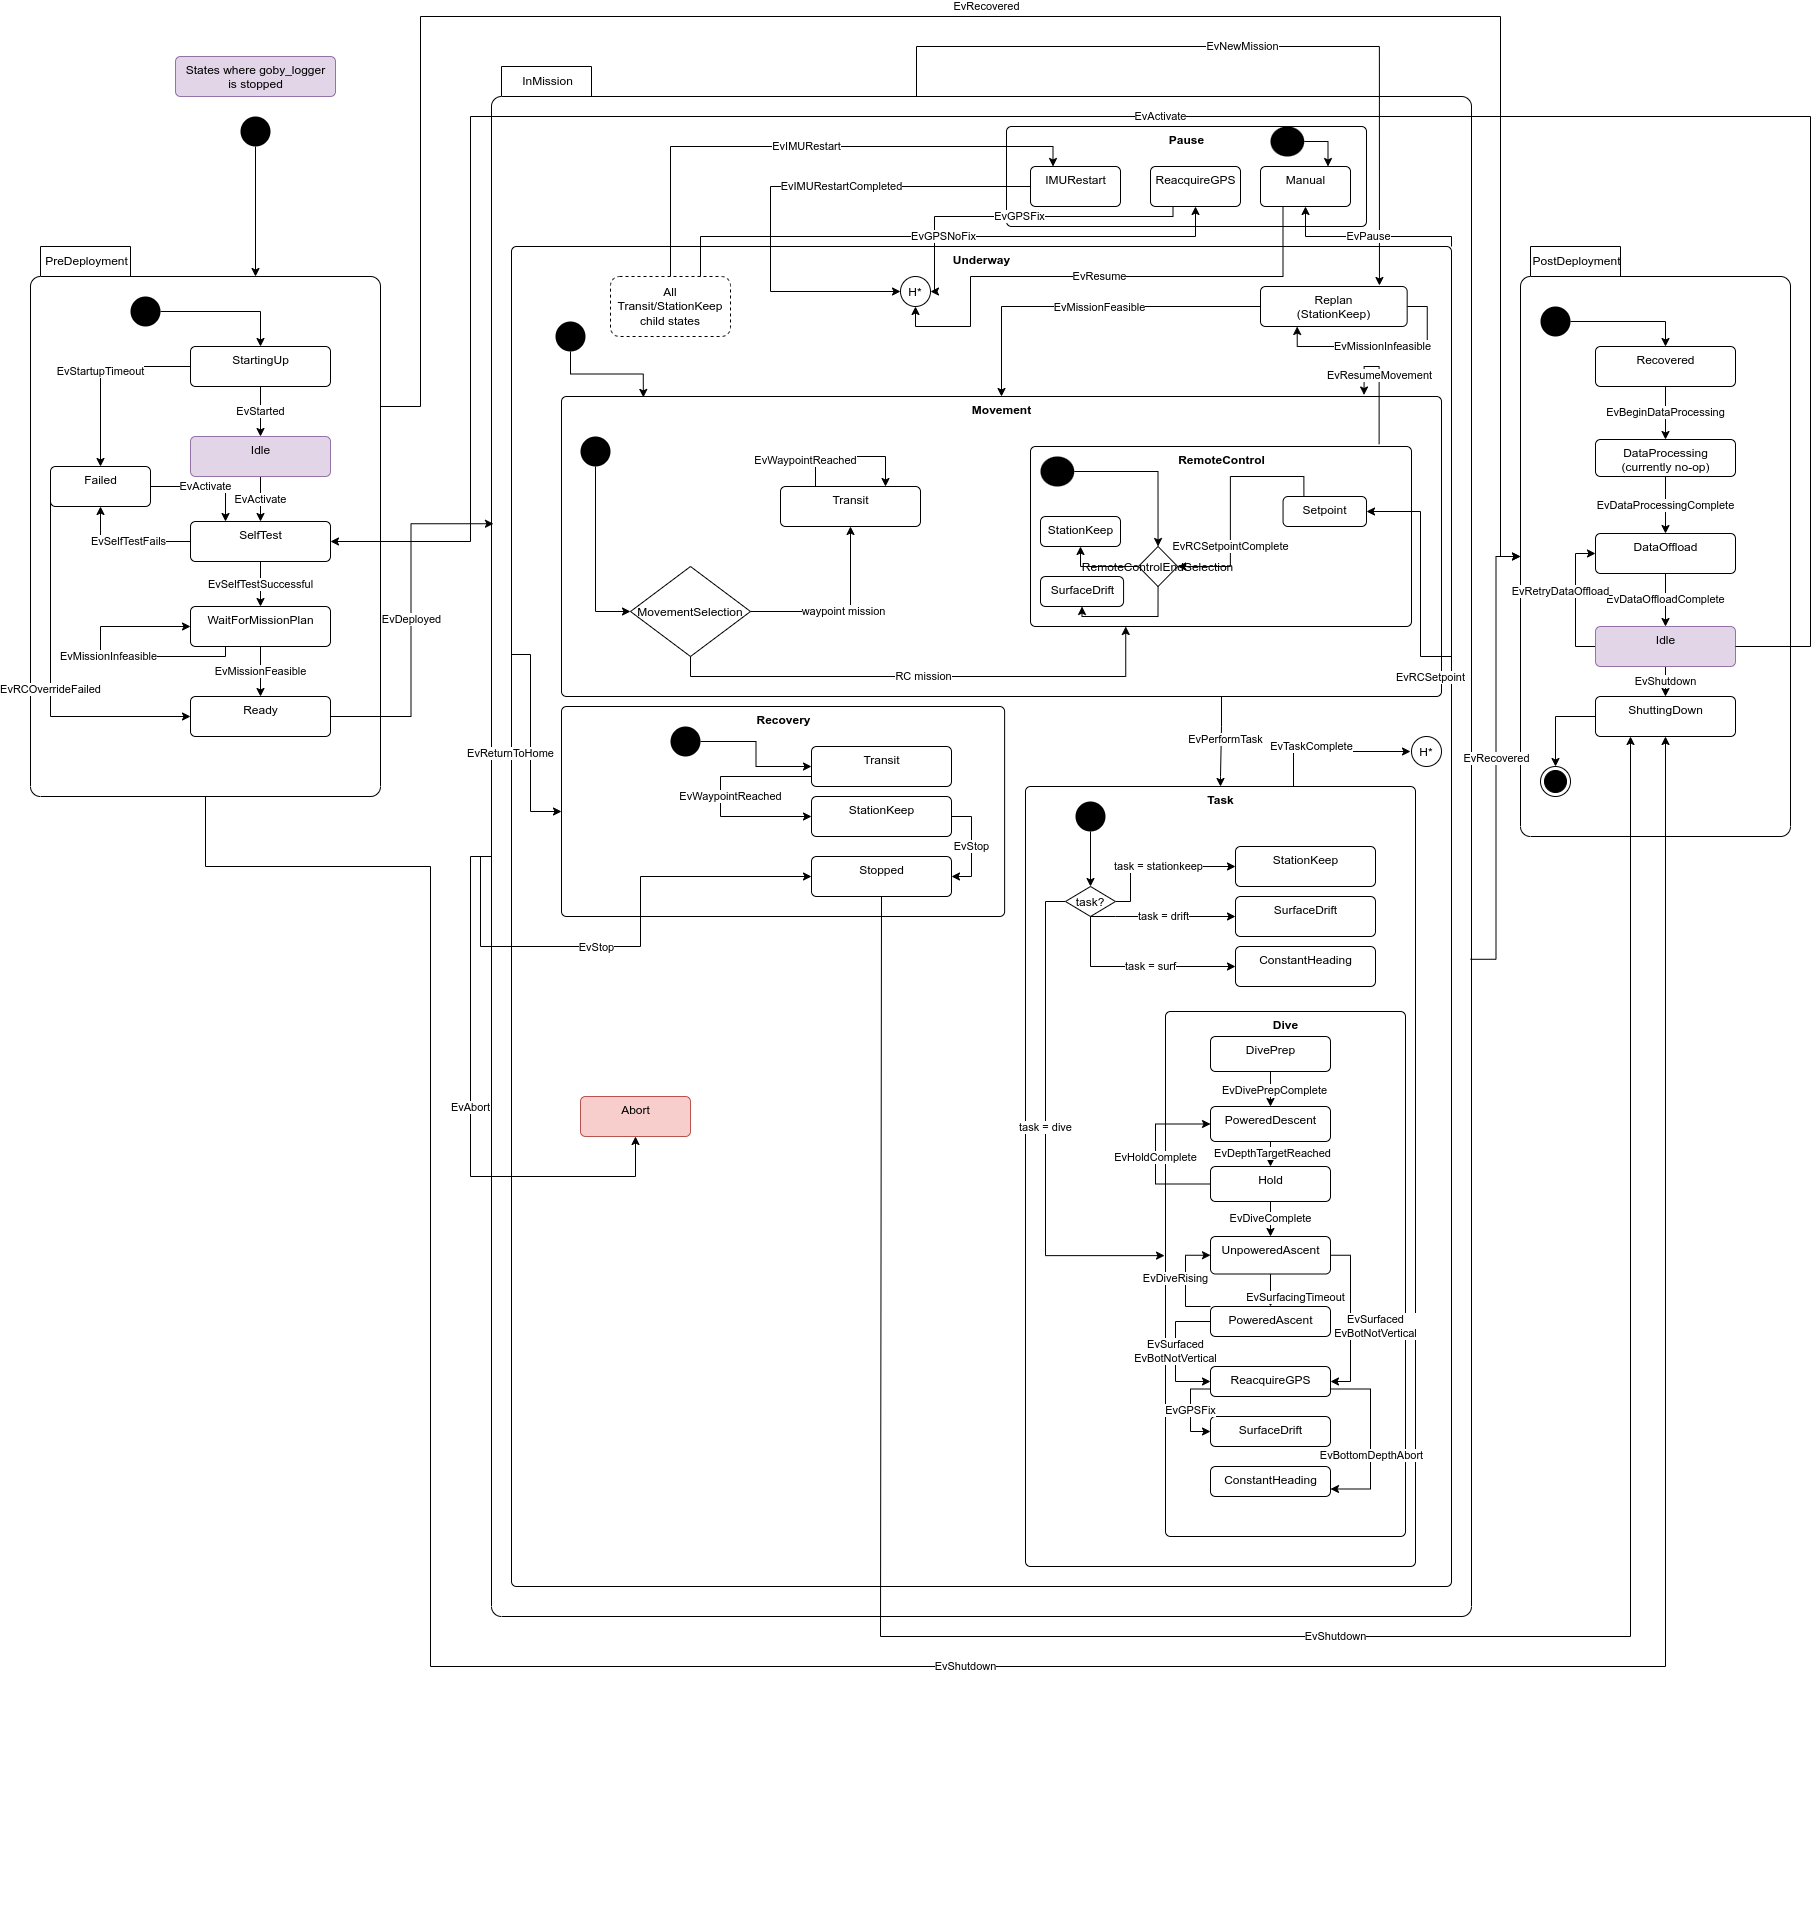 EvRecovered
EvNewMission
States where goby_logger
is stopped
InMission
EvActivate
Pause
EvIMURestart
IMURestart
ReacquireGPS
Manual
EvIMURestartCompleted
EvGPSFix
EvGPSNoFix
EvPause
PreDeployment
Underway
PostDeployment
EvResume
All
Transit/StationKeep
child states
H*
EvMissionFeasible
Replan
(StationKeep)
EvMissionInfeasible
EvResumeMovement
StartingUp
EvStartupTimeout
EvStarted
Idle
Failed
EvActivate
EvActivate
SelfTest
EvSelfTestFails
EvSelfTestSuccessful
WaitForMissionPlan
EvMissionInfeasible
EvMissionFeasible
EvRCOverrideFailed
Ready
EvDeployed
Movement
EvWaypointReached
Transit
MovementSelection
waypoint mission
RC mission
RemoteControl
Setpoint
StationKeep
EvRCSetpointComplete
RemoteControlEndSelection
SurfaceDrift
EvRCSetpoint
Recovered
EvBeginDataProcessing
DataProcessing
(currently no-op)
EvDataProcessingComplete
DataOffload
EvRetryDataOffload
EvDataOffloadComplete
Idle
EvShutdown
ShuttingDown
EvRecovered
Recovery
EvReturnToHome
Transit
EvWaypointReached
StationKeep
EvStop
Stopped
EvStop
EvPerformTask
EvTaskComplete
H*
Task
task = stationkeep
StationKeep
task?
task = drift
SurfaceDrift
task = surf
ConstantHeading
Dive
DivePrep
EvDivePrepComplete
PoweredDescent
EvAbort
Abort
task = dive
EvHoldComplete
EvDepthTargetReached
Hold
EvDiveComplete
UnpoweredAscent
EvDiveRising
EvSurfacingTimeout
PoweredAscent
EvSurfaced
EvBotNotVertical
EvSurfaced
EvBotNotVertical
ReacquireGPS
EvGPSFix
SurfaceDrift
EvBottomDepthAbort
ConstantHeading
EvShutdown
EvShutdown